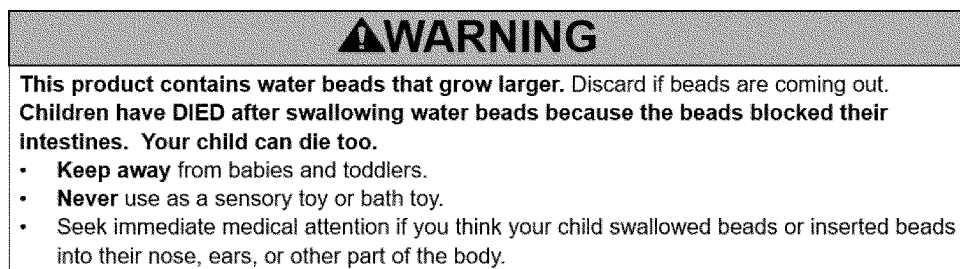 ⚠WARNING
This product contains water beads that grow larger. Discard if beads are coming out.
Children have DIED after swallowing water beads because the beads blocked their
intestines. Your child can die too.
• Keep away from babies and toddlers.
• Never use as a sensory toy or bath toy.
• Seek immediate medical attention if you think your child swallowed beads or inserted beads
into their nose, ears, or other part of the body.